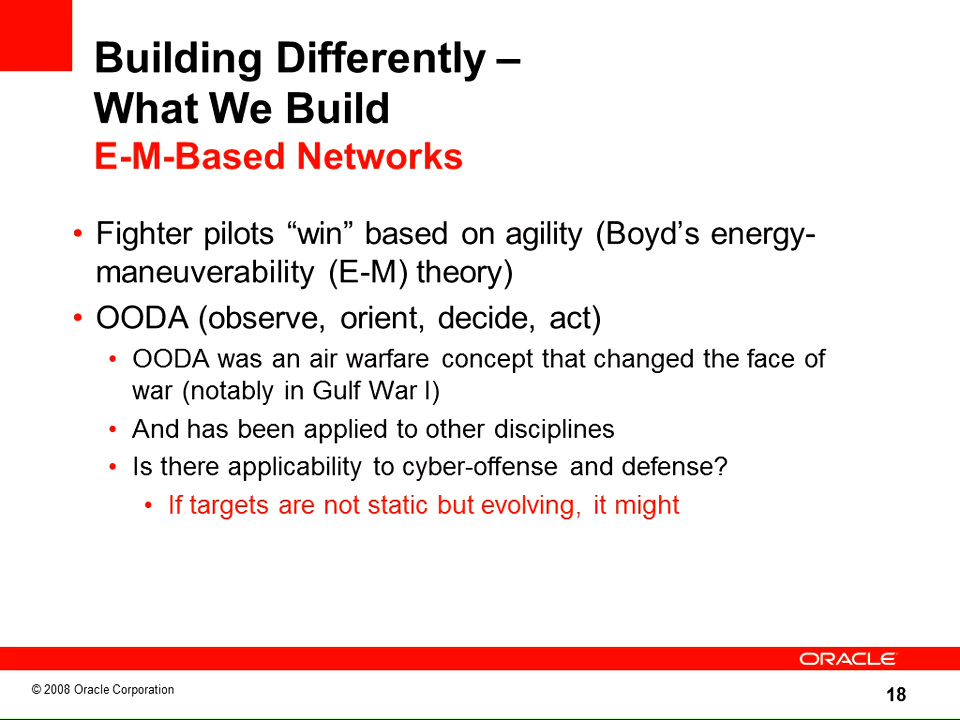 Building Differently –
What We Build
E-M-Based Networks
• Fighter pilots “win” based on agility (Boyd’s energy-
maneuverability (E-M) theory)
• OODA (observe, orient, decide, act)
• OODA was an air warfare concept that changed the face of
war (notably in Gulf War I)
• And has been applied to other disciplines
• Is there applicability to cyber-offense and defense?
• If targets are not static but evolving, it might
ORACLE
© 2008 Oracle Corporation
18